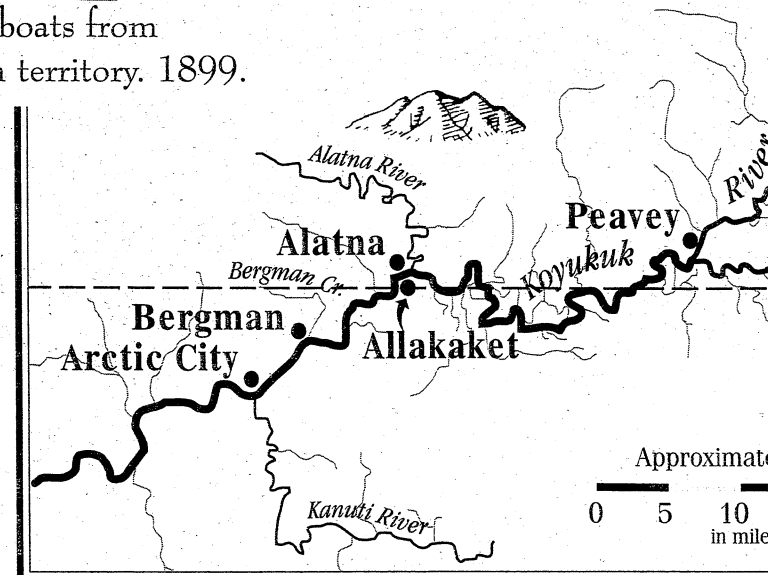 boats from
territory. 1899.
Alatna River
River
Peavey
Alatna
Koyukuk
Bergman Cr.
Bergman
Allakaket
Arctic City
Approximate
0 5 10
in mile
Kanuti River